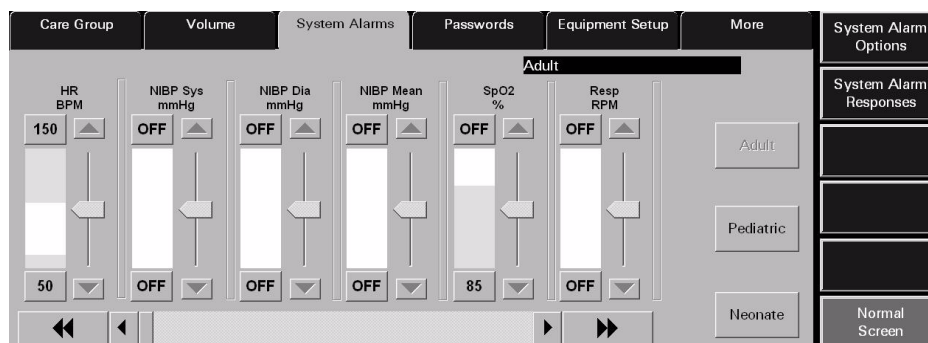 Care Group Volume System Alarms Passwords Equipment Setup More
System Alarm
Options
Adult
System Alarm
Responses
HR
BPM
NIBP Sys
mmHg
NIBP Dia
mmHg
NIBP Mean
mmHg
SpO2
%
Resp
RPM
150 OFF OFF OFF OFF OFF
Adult
Pediatric
50 OFF OFF OFF 85 OFF
Neonate
Normal
Screen